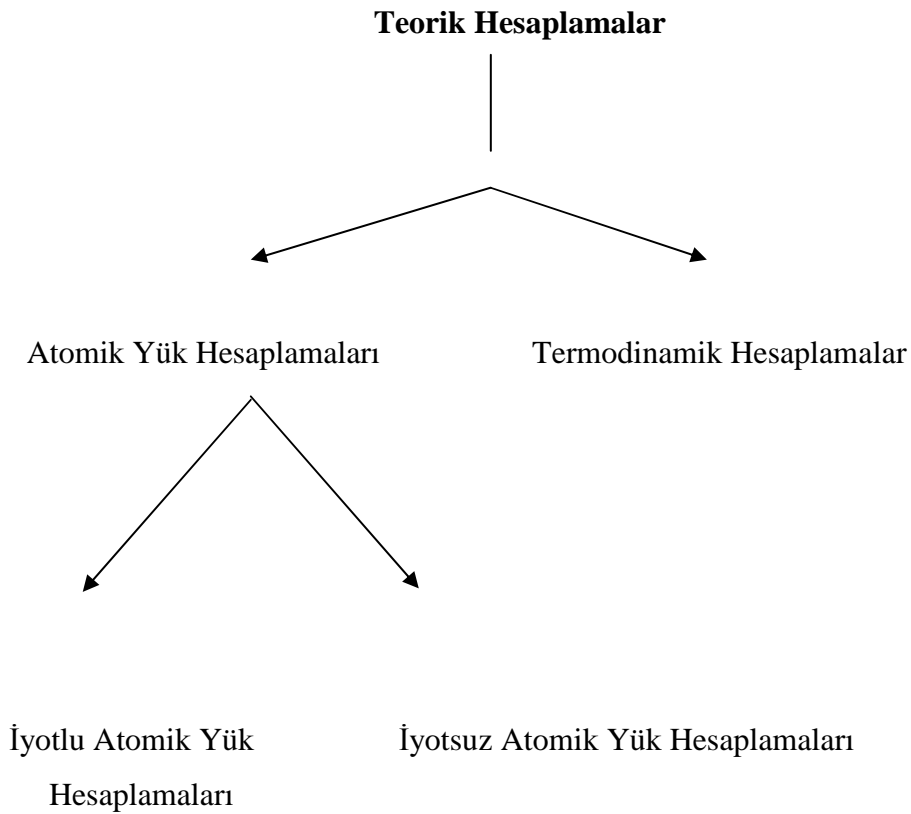 Teorik Hesaplamalar
Atomik Yük Hesaplamaları
Termodinamik Hesaplamalar
İyotlu Atomik Yük
Hesaplamaları
İyotsuz Atomik Yük Hesaplamaları